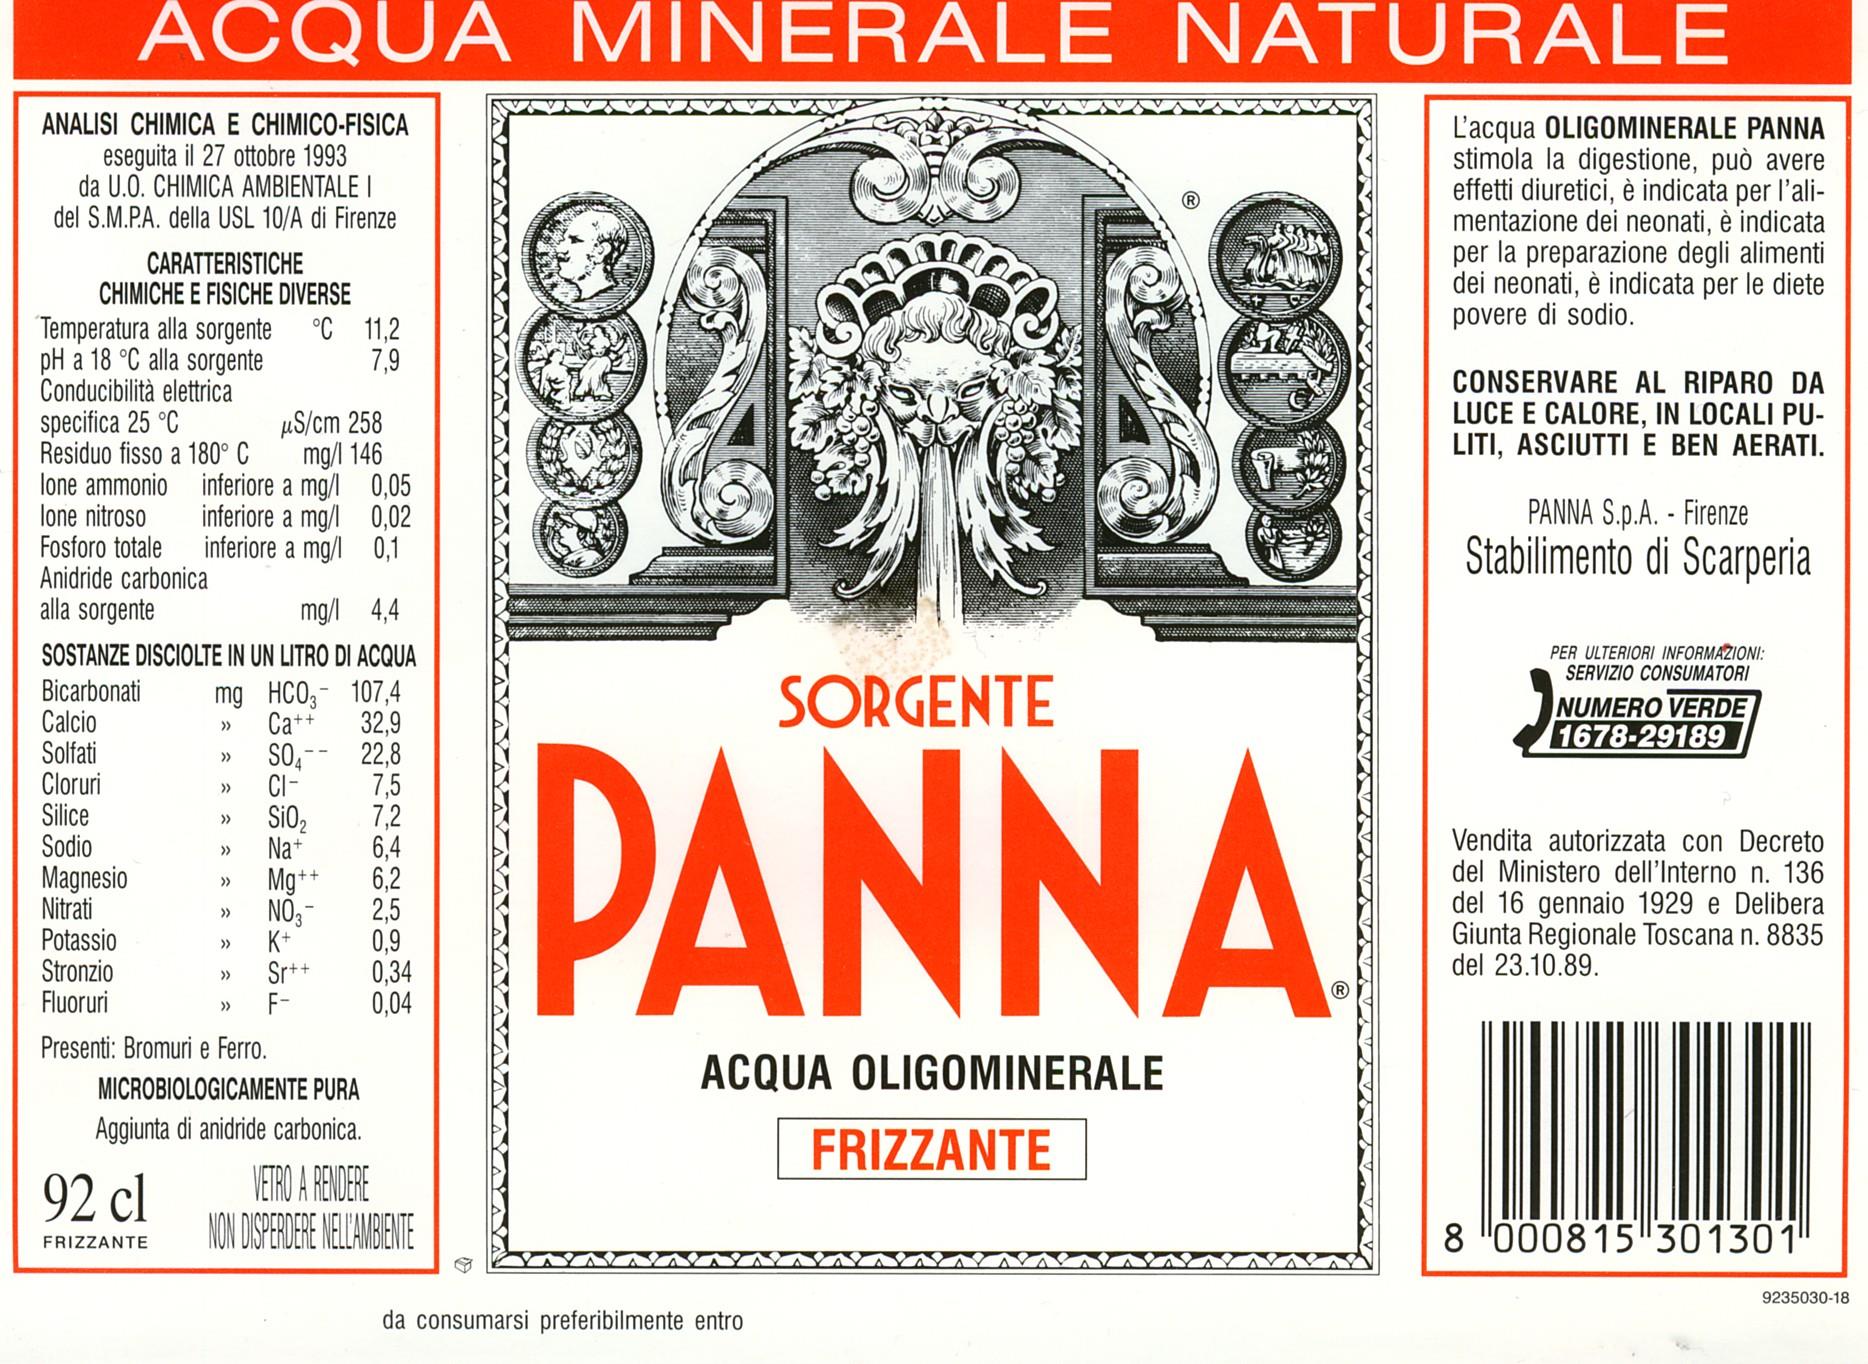 ACQUA MINERALE NATURALE
ANALISI CHIMICA E CHIMICO-FISICA
eseguita il 27 ottobre 1993
da U.O. CHIMICA AMBIENTALE I
del S.M.P.A. della USL 10/A di Firenze
CARATTERISTICHE
CHIMICHE E FISICHE DIVERSE
Temperatura alla sorgente °C 11,2
pH a 18 °C alla sorgente 7,9
Conducibilità elettrica
specifica 25 °C µS/cm 258
Residuo fisso a 180° C mg/l 146
Ione ammonio inferiore a mg/l 0,05
Ione nitroso inferiore a mg/l 0,02
Fosforo totale inferiore a mg/l 0,1
Anidride carbonica
alla sorgente mg/l 4,4
SOSTANZE DISCIOLTE IN UN LITRO DI ACQUA
Bicarbonati mg HCO₃⁻ 107,4
Calcio » Ca⁺⁺ 32,9
Solfati » SO₄⁻⁻ 22,8
Cloruri » Cl⁻ 7,5
Silice » SiO₂ 7,2
Sodio » Na⁺ 6,4
Magnesio » Mg⁺⁺ 6,2
Nitrati » NO₃⁻ 2,5
Potassio » K⁺ 0,9
Stronzio » Sr⁺⁺ 0,34
Fluoruri » F⁻ 0,04
Presenti: Bromuri e Ferro.
MICROBIOLOGICAMENTE PURA
Aggiunta di anidride carbonica.
92 cl
FRIZZANTE
VETRO A RENDERE
NON DISPERDERE NELL'AMBIENTE
®
SORGENTE
PANNA®
ACQUA OLIGOMINERALE
FRIZZANTE
L'acqua OLIGOMINERALE PANNA
stimola la digestione, può avere
effetti diuretici, è indicata per l'ali-
mentazione dei neonati, è indicata
per la preparazione degli alimenti
dei neonati, è indicata per le diete
povere di sodio.
CONSERVARE AL RIPARO DA
LUCE E CALORE, IN LOCALI PU-
LITI, ASCIUTTI E BEN AERATI.
PANNA S.p.A. - Firenze
Stabilimento di Scarperia
PER ULTERIORI INFORMAZIONI:
SERVIZIO CONSUMATORI
NUMERO VERDE
1678-29189
Vendita autorizzata con Decreto
del Ministero dell'Interno n. 136
del 16 gennaio 1929 e Delibera
Giunta Regionale Toscana n. 8835
del 23.10.89.
8 000815 301301
9235030-18
da consumarsi preferibilmente entro